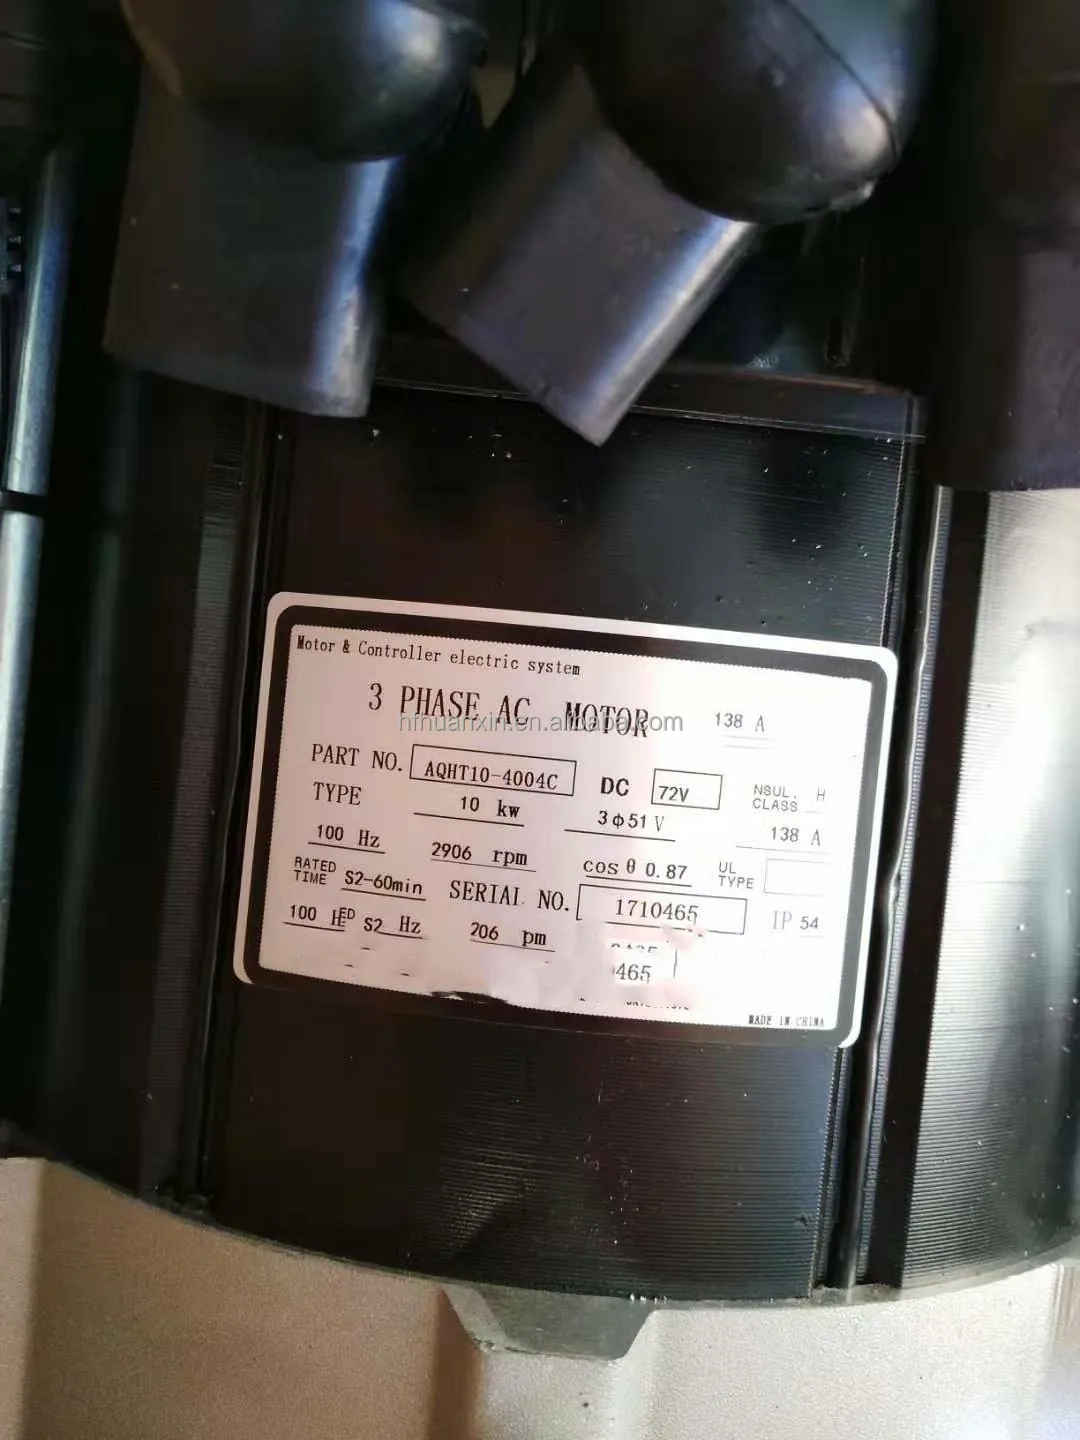 Motor & Controller electric system
3 PHASE AC MOTOR 138 A
hfhuanxin.en.alibaba.com
PART NO. AQHT10-4004C DC 72V NSUL. H
CLASS
TYPE 10 kw 3φ51 V 138 A
100 Hz 2906 rpm cos θ 0.87 UL
TYPE
RATED
TIME S2-60min SERIAL NO. 1710465 IP 54
100 S2 Hz 206 pm
465
MADE IN CHINA